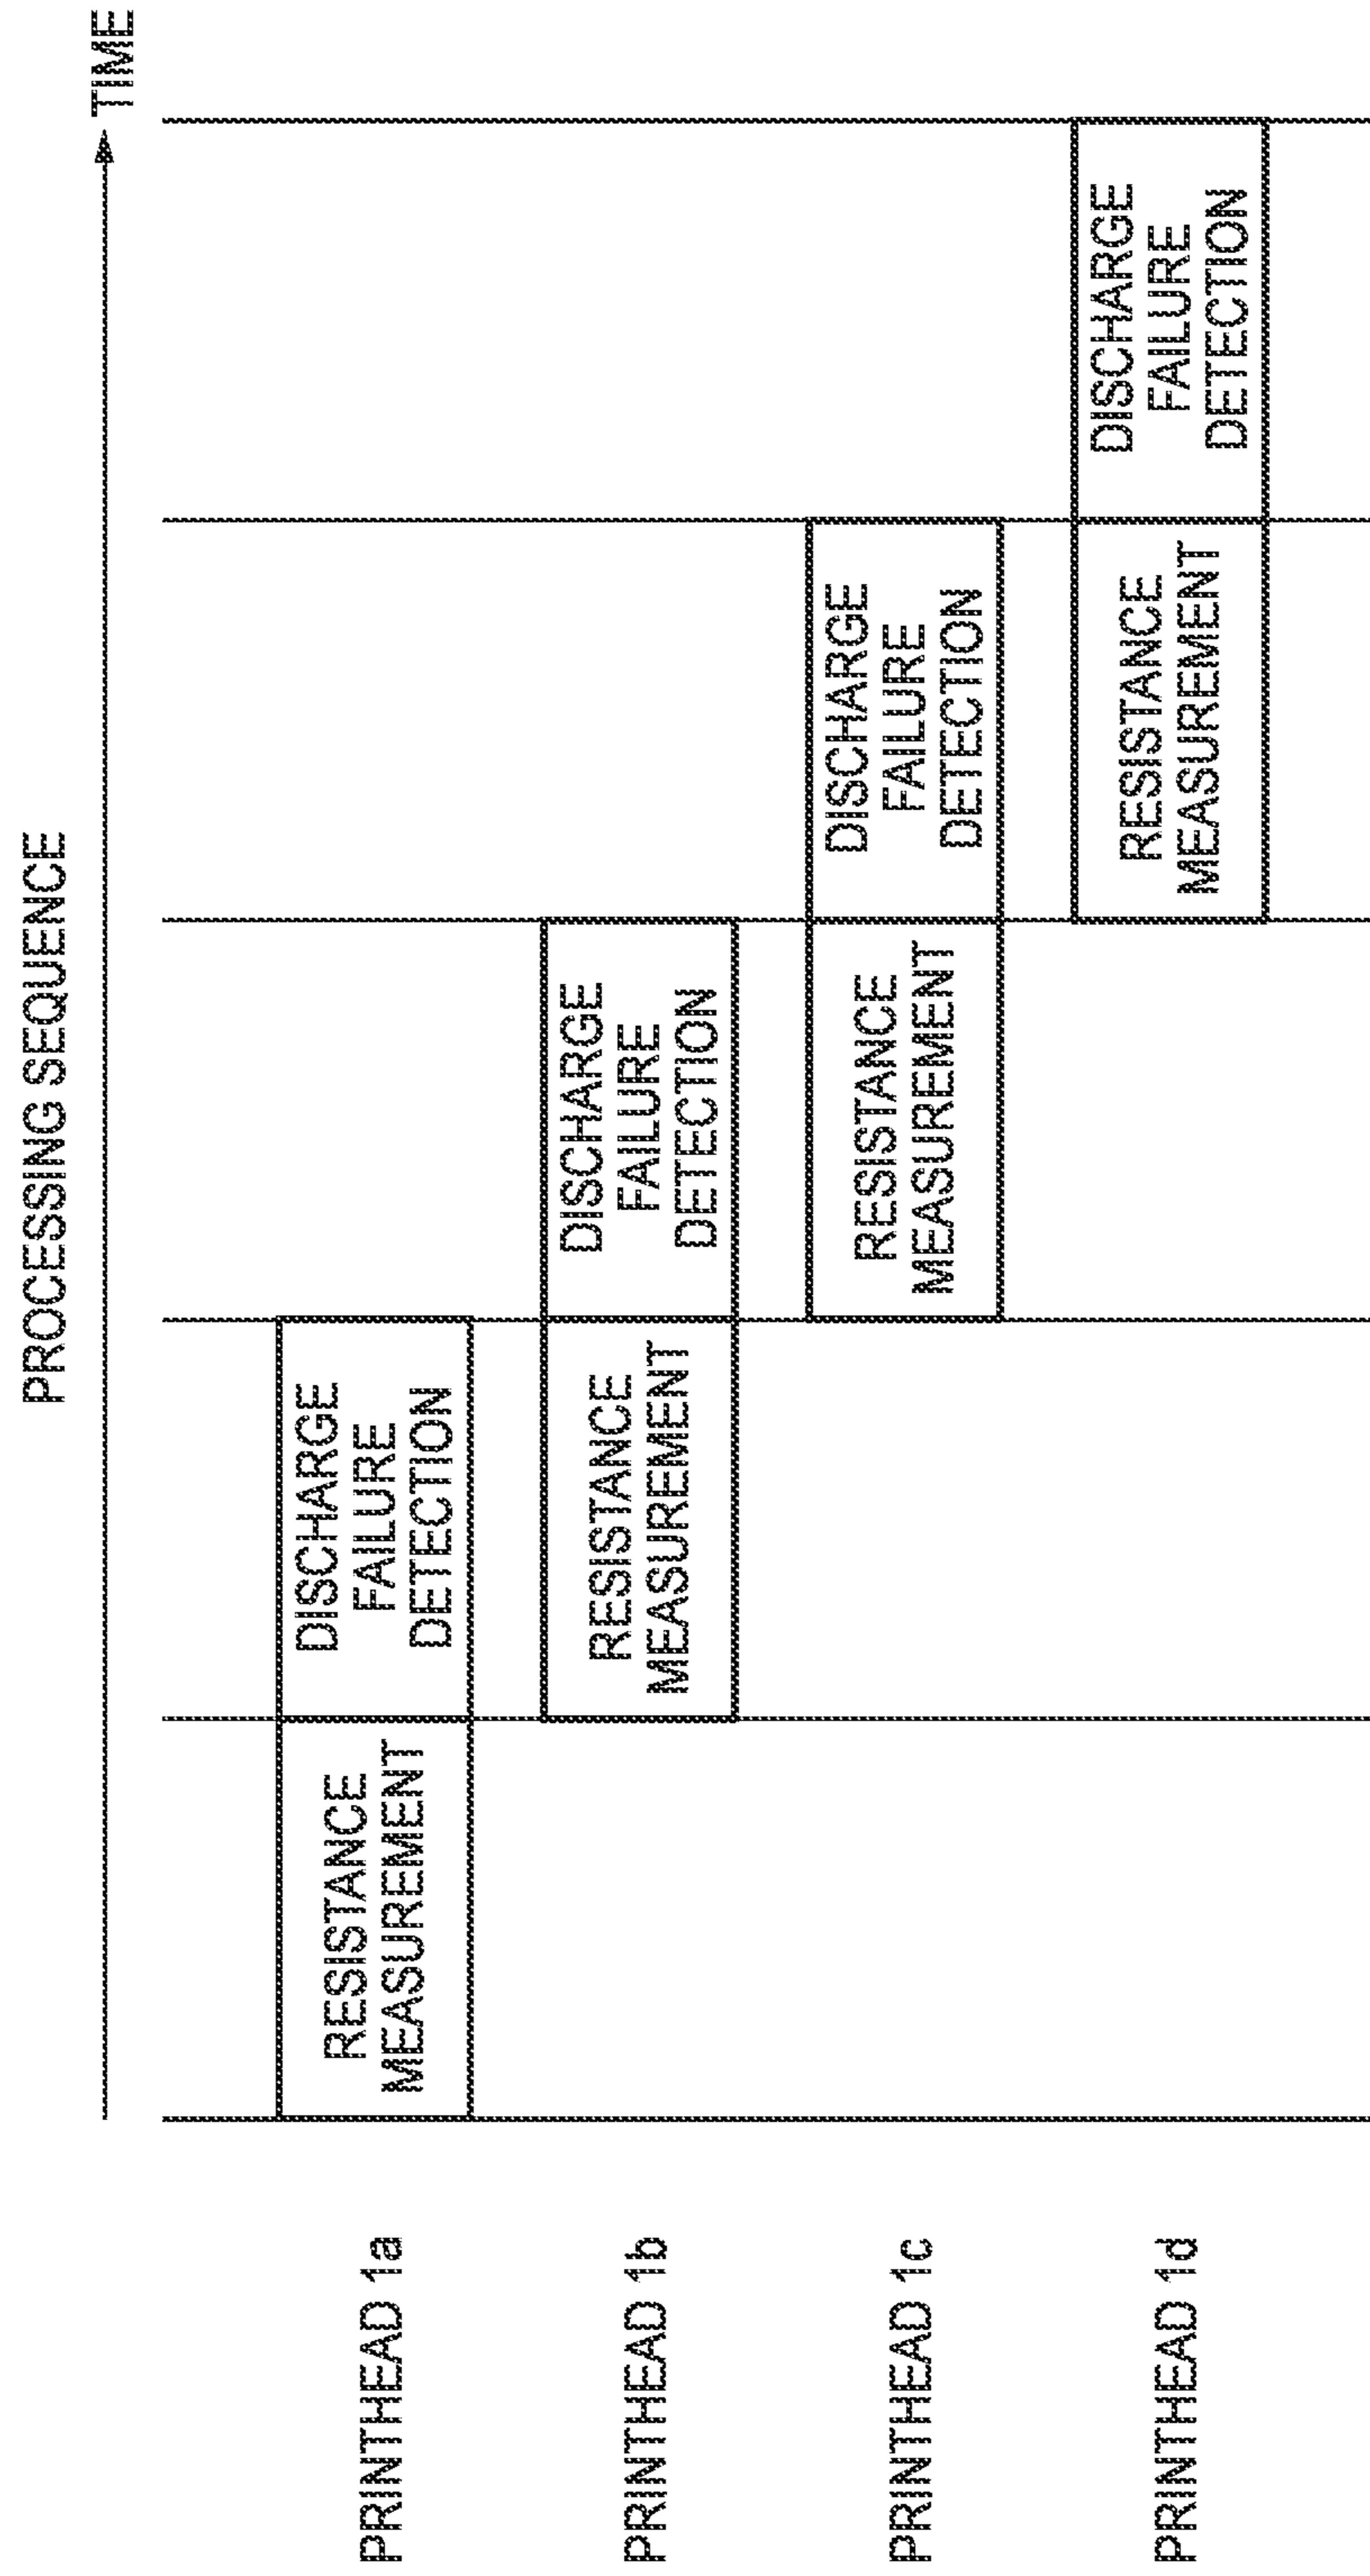 PROCESSING SEQUENCE
TIME
PRINTHEAD 1a
RESISTANCE
MEASUREMENT
DISCHARGE
FAILURE
DETECTION
PRINTHEAD 1b
RESISTANCE
MEASUREMENT
DISCHARGE
FAILURE
DETECTION
PRINTHEAD 1c
RESISTANCE
MEASUREMENT
DISCHARGE
FAILURE
DETECTION
PRINTHEAD 1d
RESISTANCE
MEASUREMENT
DISCHARGE
FAILURE
DETECTION